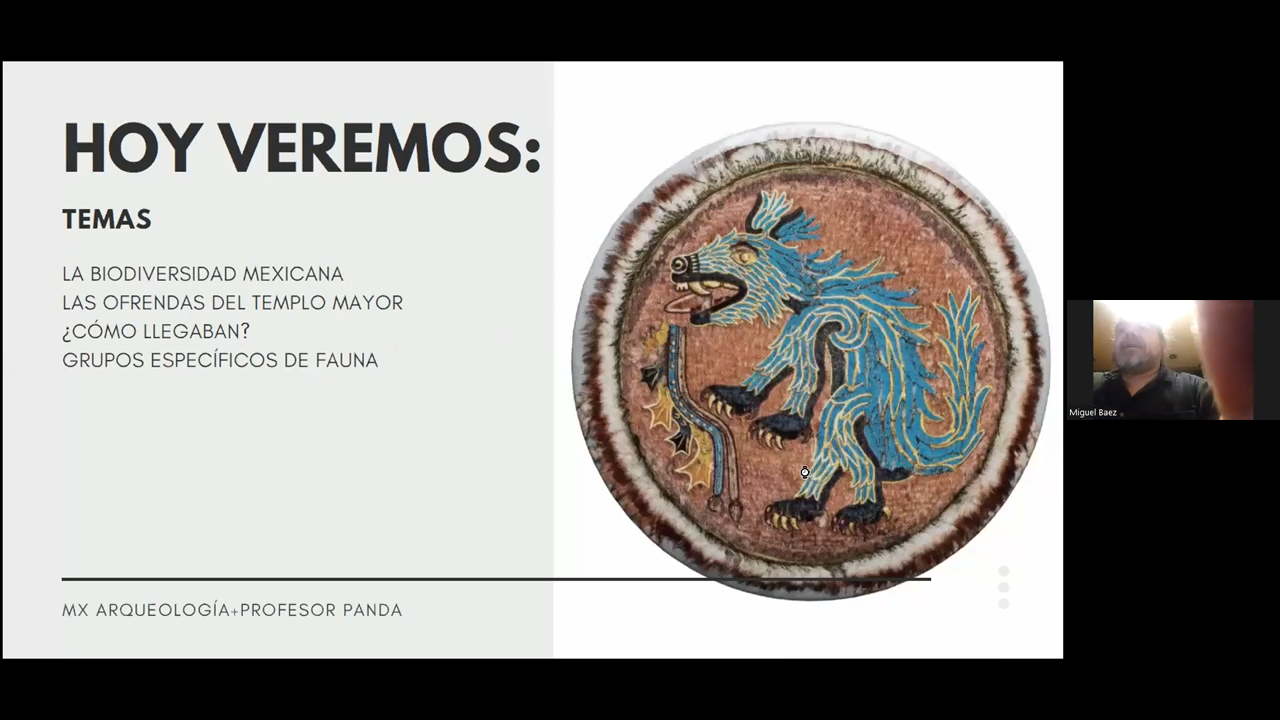 HOY VEREMOS:
TEMAS
LA BIODIVERSIDAD MEXICANA
LAS OFRENDAS DEL TEMPLO MAYOR
¿CÓMO LLEGABAN?
GRUPOS ESPECÍFICOS DE FAUNA
MX ARQUEOLOGÍA+PROFESOR PANDA
Miguel Baez